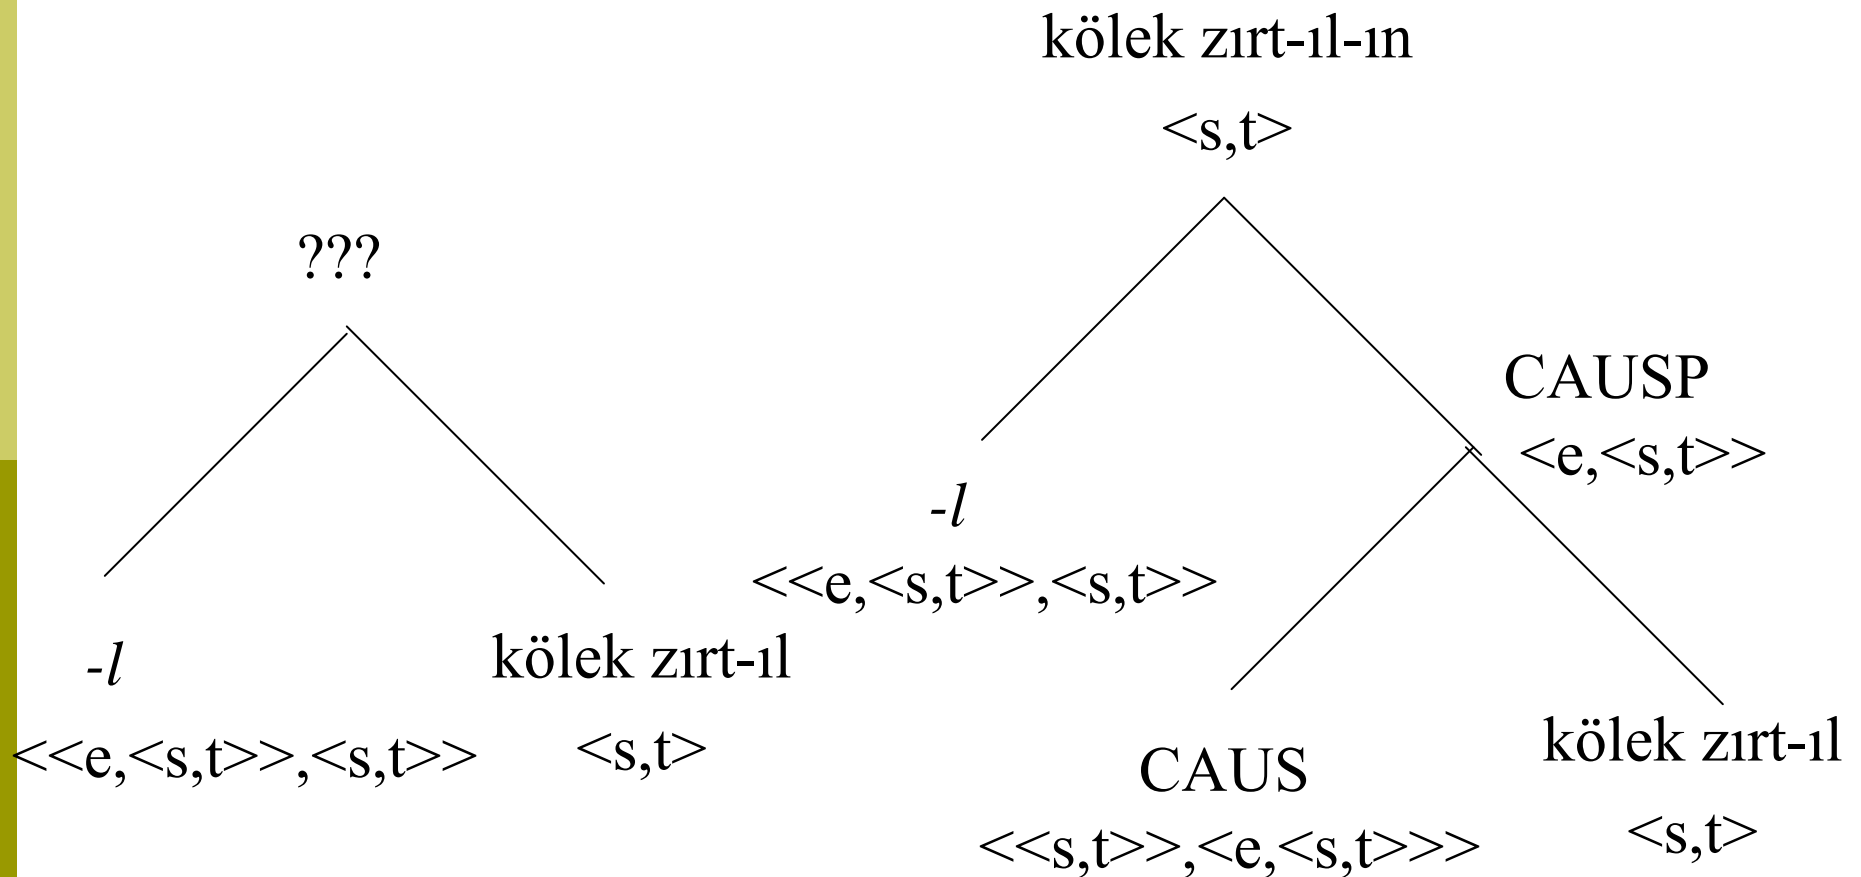 ???
-l
<<e,<s,t>>,<s,t>>
kölek zırt-ıl
<s,t>
kölek zırt-ıl-ın
<s,t>
-l
<<e,<s,t>>,<s,t>>
CAUSP
<e,<s,t>>
CAUS
<<s,t>>,<e,<s,t>>>
kölek zırt-ıl
<s,t>